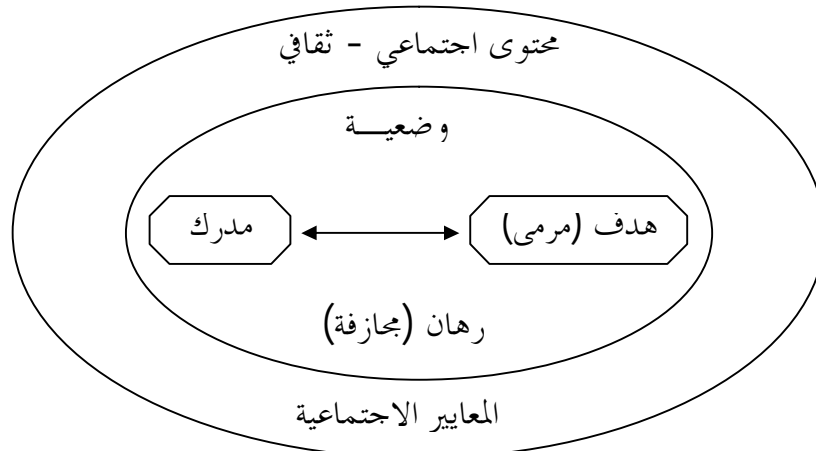 محتوى اجتماعي - ثقافي
وضعيـــة
هدف (مرمى)
مدرك
رهان (مجازفة)
المعايير الاجتماعية